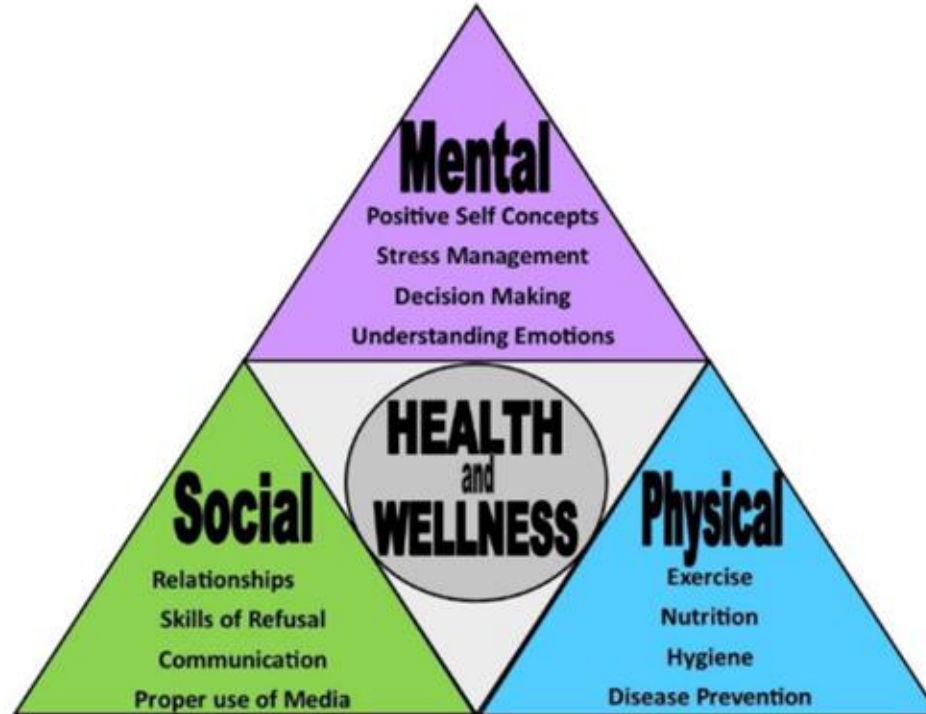 Mental
Positive Self Concepts
Stress Management
Decision Making
Understanding Emotions
HEALTH
and
WELLNESS
Social
Relationships
Skills of Refusal
Communication
Proper use of Media
Physical
Exercise
Nutrition
Hygiene
Disease Prevention